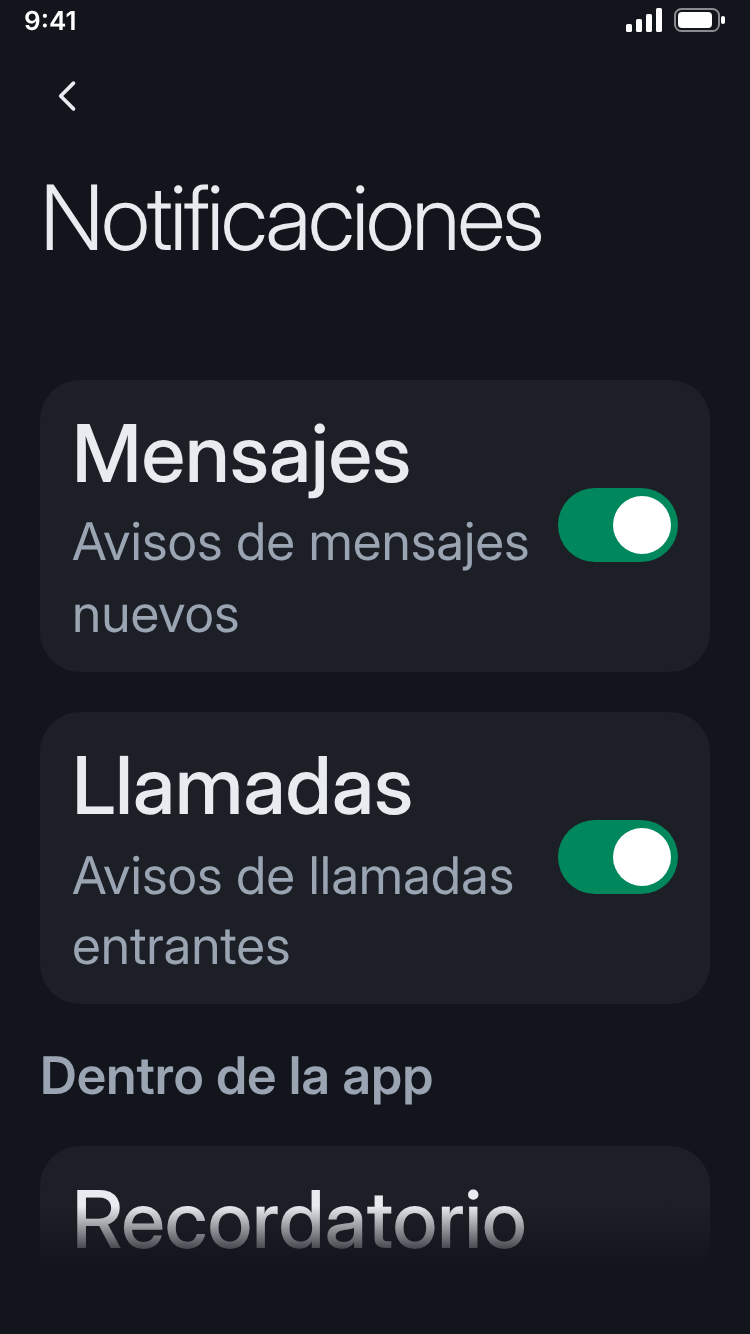 9:41
Notificaciones
Mensajes
Avisos de mensajes
nuevos
Llamadas
Avisos de llamadas
entrantes
Dentro de la app
Recordatorio